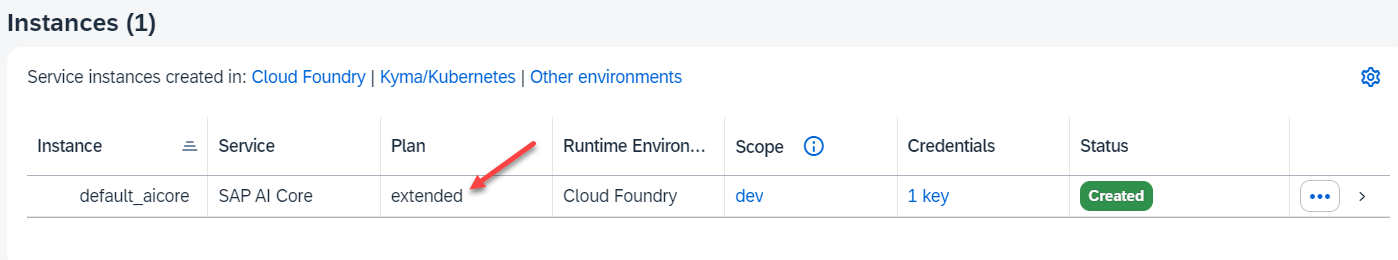 Instances (1)
Service instances created in: Cloud Foundry | Kyma/Kubernetes | Other environments
Instance Service Plan Runtime Environ... Scope Credentials Status
default_aicore SAP AI Core extended Cloud Foundry dev 1 key Created